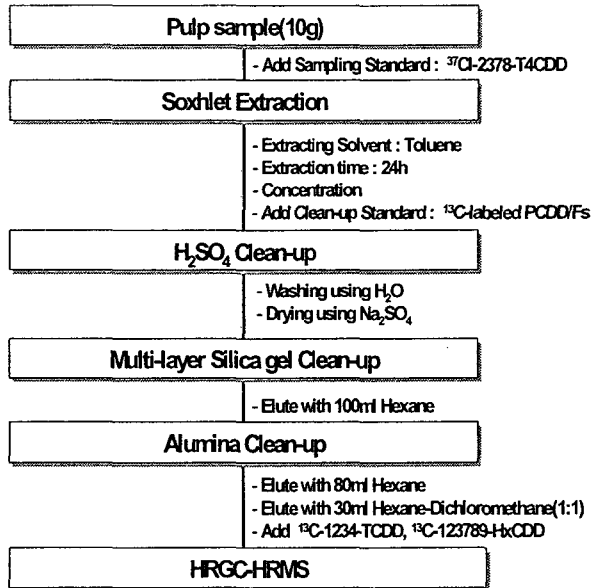 Pulp sample(10g)
- Add Sampling Standard : ³⁷Cl-2378-T4CDD
Soxhlet Extraction
- Extracting Solvent : Toluene
- Extraction time : 24h
- Concentration
- Add Clean-up Standard : ¹³C-labeled PCDD/Fs
H₂SO₄ Clean-up
- Washing using H₂O
- Drying using Na₂SO₄
Multi-layer Silica gel Clean-up
- Elute with 100ml Hexane
Alumina Clean-up
- Elute with 80ml Hexane
- Elute with 30ml Hexane-Dichloromethane(1:1)
- Add ¹³C-1234-TCDD, ¹³C-123789-HxCDD
HRGC-HRMS